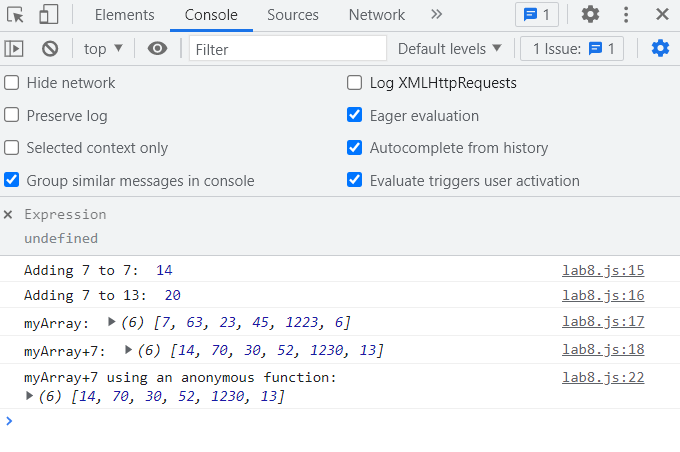 Elements Console Sources Network 1
top Filter Default levels 1 Issue: 1
Hide network Log XMLHttpRequests
Preserve log Eager evaluation
Selected context only Autocomplete from history
Group similar messages in console Evaluate triggers user activation
Expression
undefined
Adding 7 to 7: 14 lab8.js:15
Adding 7 to 13: 20 lab8.js:16
myArray: (6) [7, 63, 23, 45, 1223, 6] lab8.js:17
myArray+7: (6) [14, 70, 30, 52, 1230, 13] lab8.js:18
myArray+7 using an anonymous function: lab8.js:22
(6) [14, 70, 30, 52, 1230, 13]